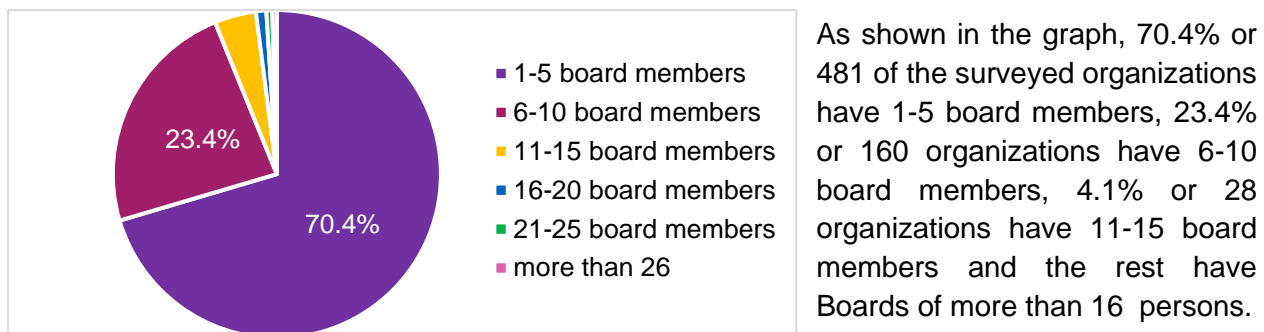 23.4%
70.4%
1-5 board members
6-10 board members
11-15 board members
16-20 board members
21-25 board members
more than 26
As shown in the graph, 70.4% or
481 of the surveyed organizations
have 1-5 board members, 23.4%
or 160 organizations have 6-10
board members, 4.1% or 28
organizations have 11-15 board
members and the rest have
Boards of more than 16 persons.